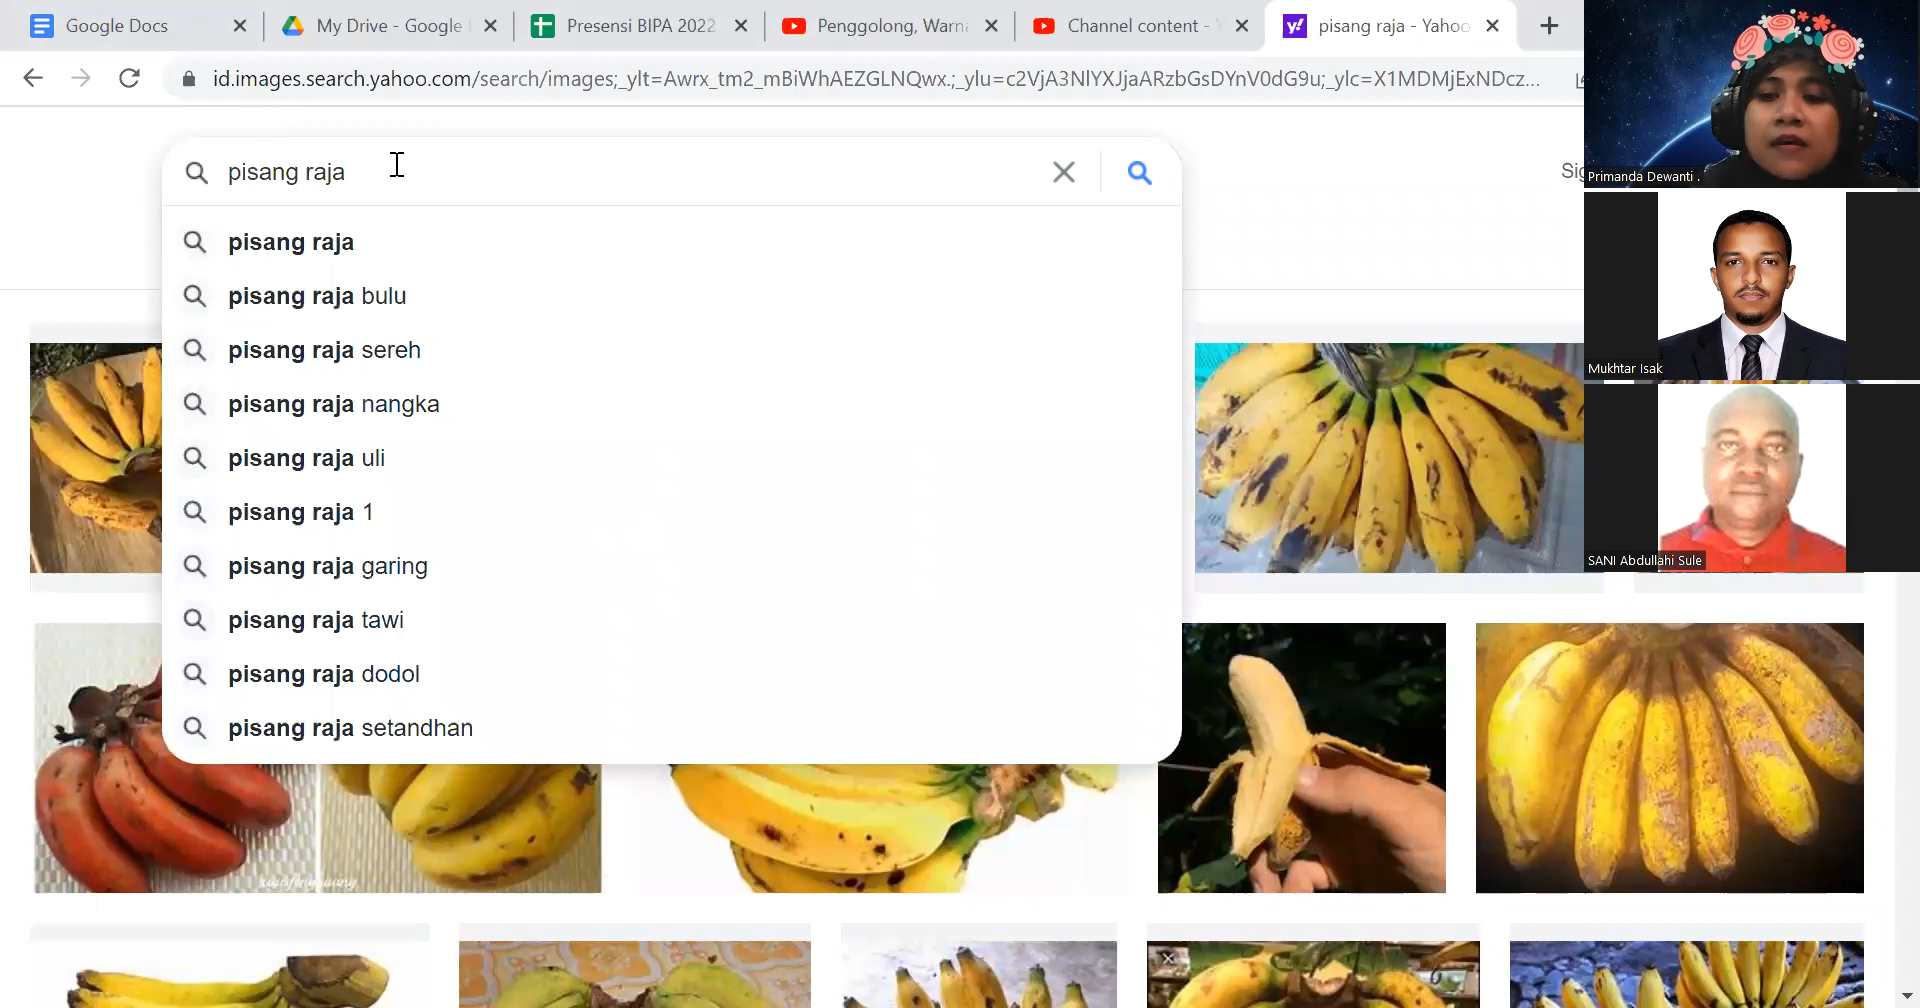 Google Docs
My Drive - Google
Presensi BIPA 2022
Penggolong, Warn
Channel content -
pisang raja - Yahoo
id.images.search.yahoo.com/search/images;_ylt=Awrx_tm2_mBiWhAEZGLNQwx.;_ylu=c2VjA3NlYXJjaARzbGsDYnV0dG9u;_ylc=X1MDMjExNDcz...
pisang raja
Sig
pisang raja
pisang raja bulu
pisang raja sereh
pisang raja nangka
pisang raja uli
pisang raja 1
pisang raja garing
pisang raja tawi
pisang raja dodol
pisang raja setandhan
Primanda Dewanti .
Mukhtar Isak
SANI Abdullahi Sule